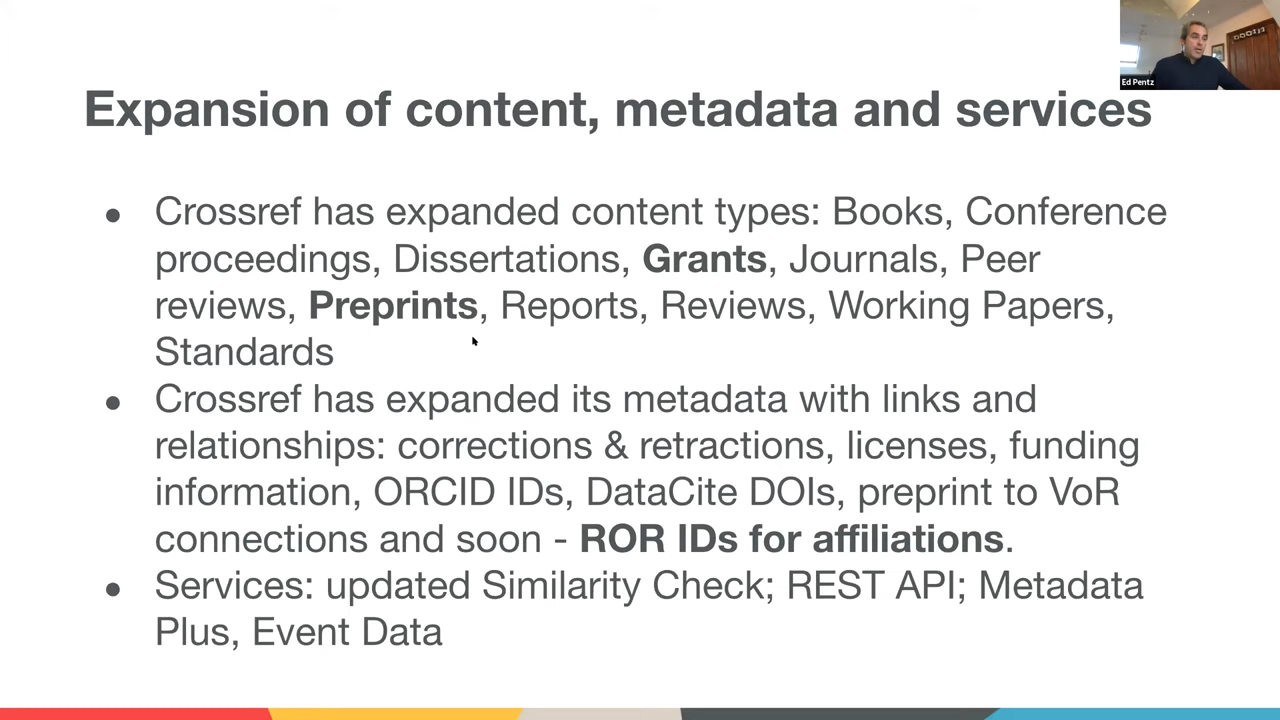 Ed Pentz
Expansion of content, metadata and services
● Crossref has expanded content types: Books, Conference
proceedings, Dissertations, Grants, Journals, Peer
reviews, Preprints, Reports, Reviews, Working Papers,
Standards
● Crossref has expanded its metadata with links and
relationships: corrections & retractions, licenses, funding
information, ORCID IDs, DataCite DOIs, preprint to VoR
connections and soon - ROR IDs for affiliations.
● Services: updated Similarity Check; REST API; Metadata
Plus, Event Data